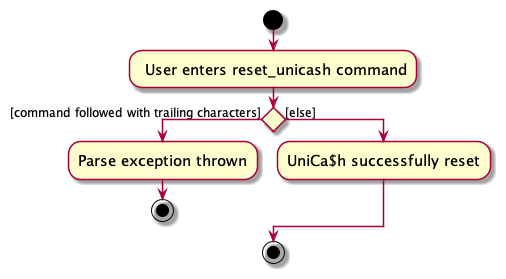 User enters reset_unicash command
[command followed with trailing characters]
[else]
Parse exception thrown
UniCa$h successfully reset